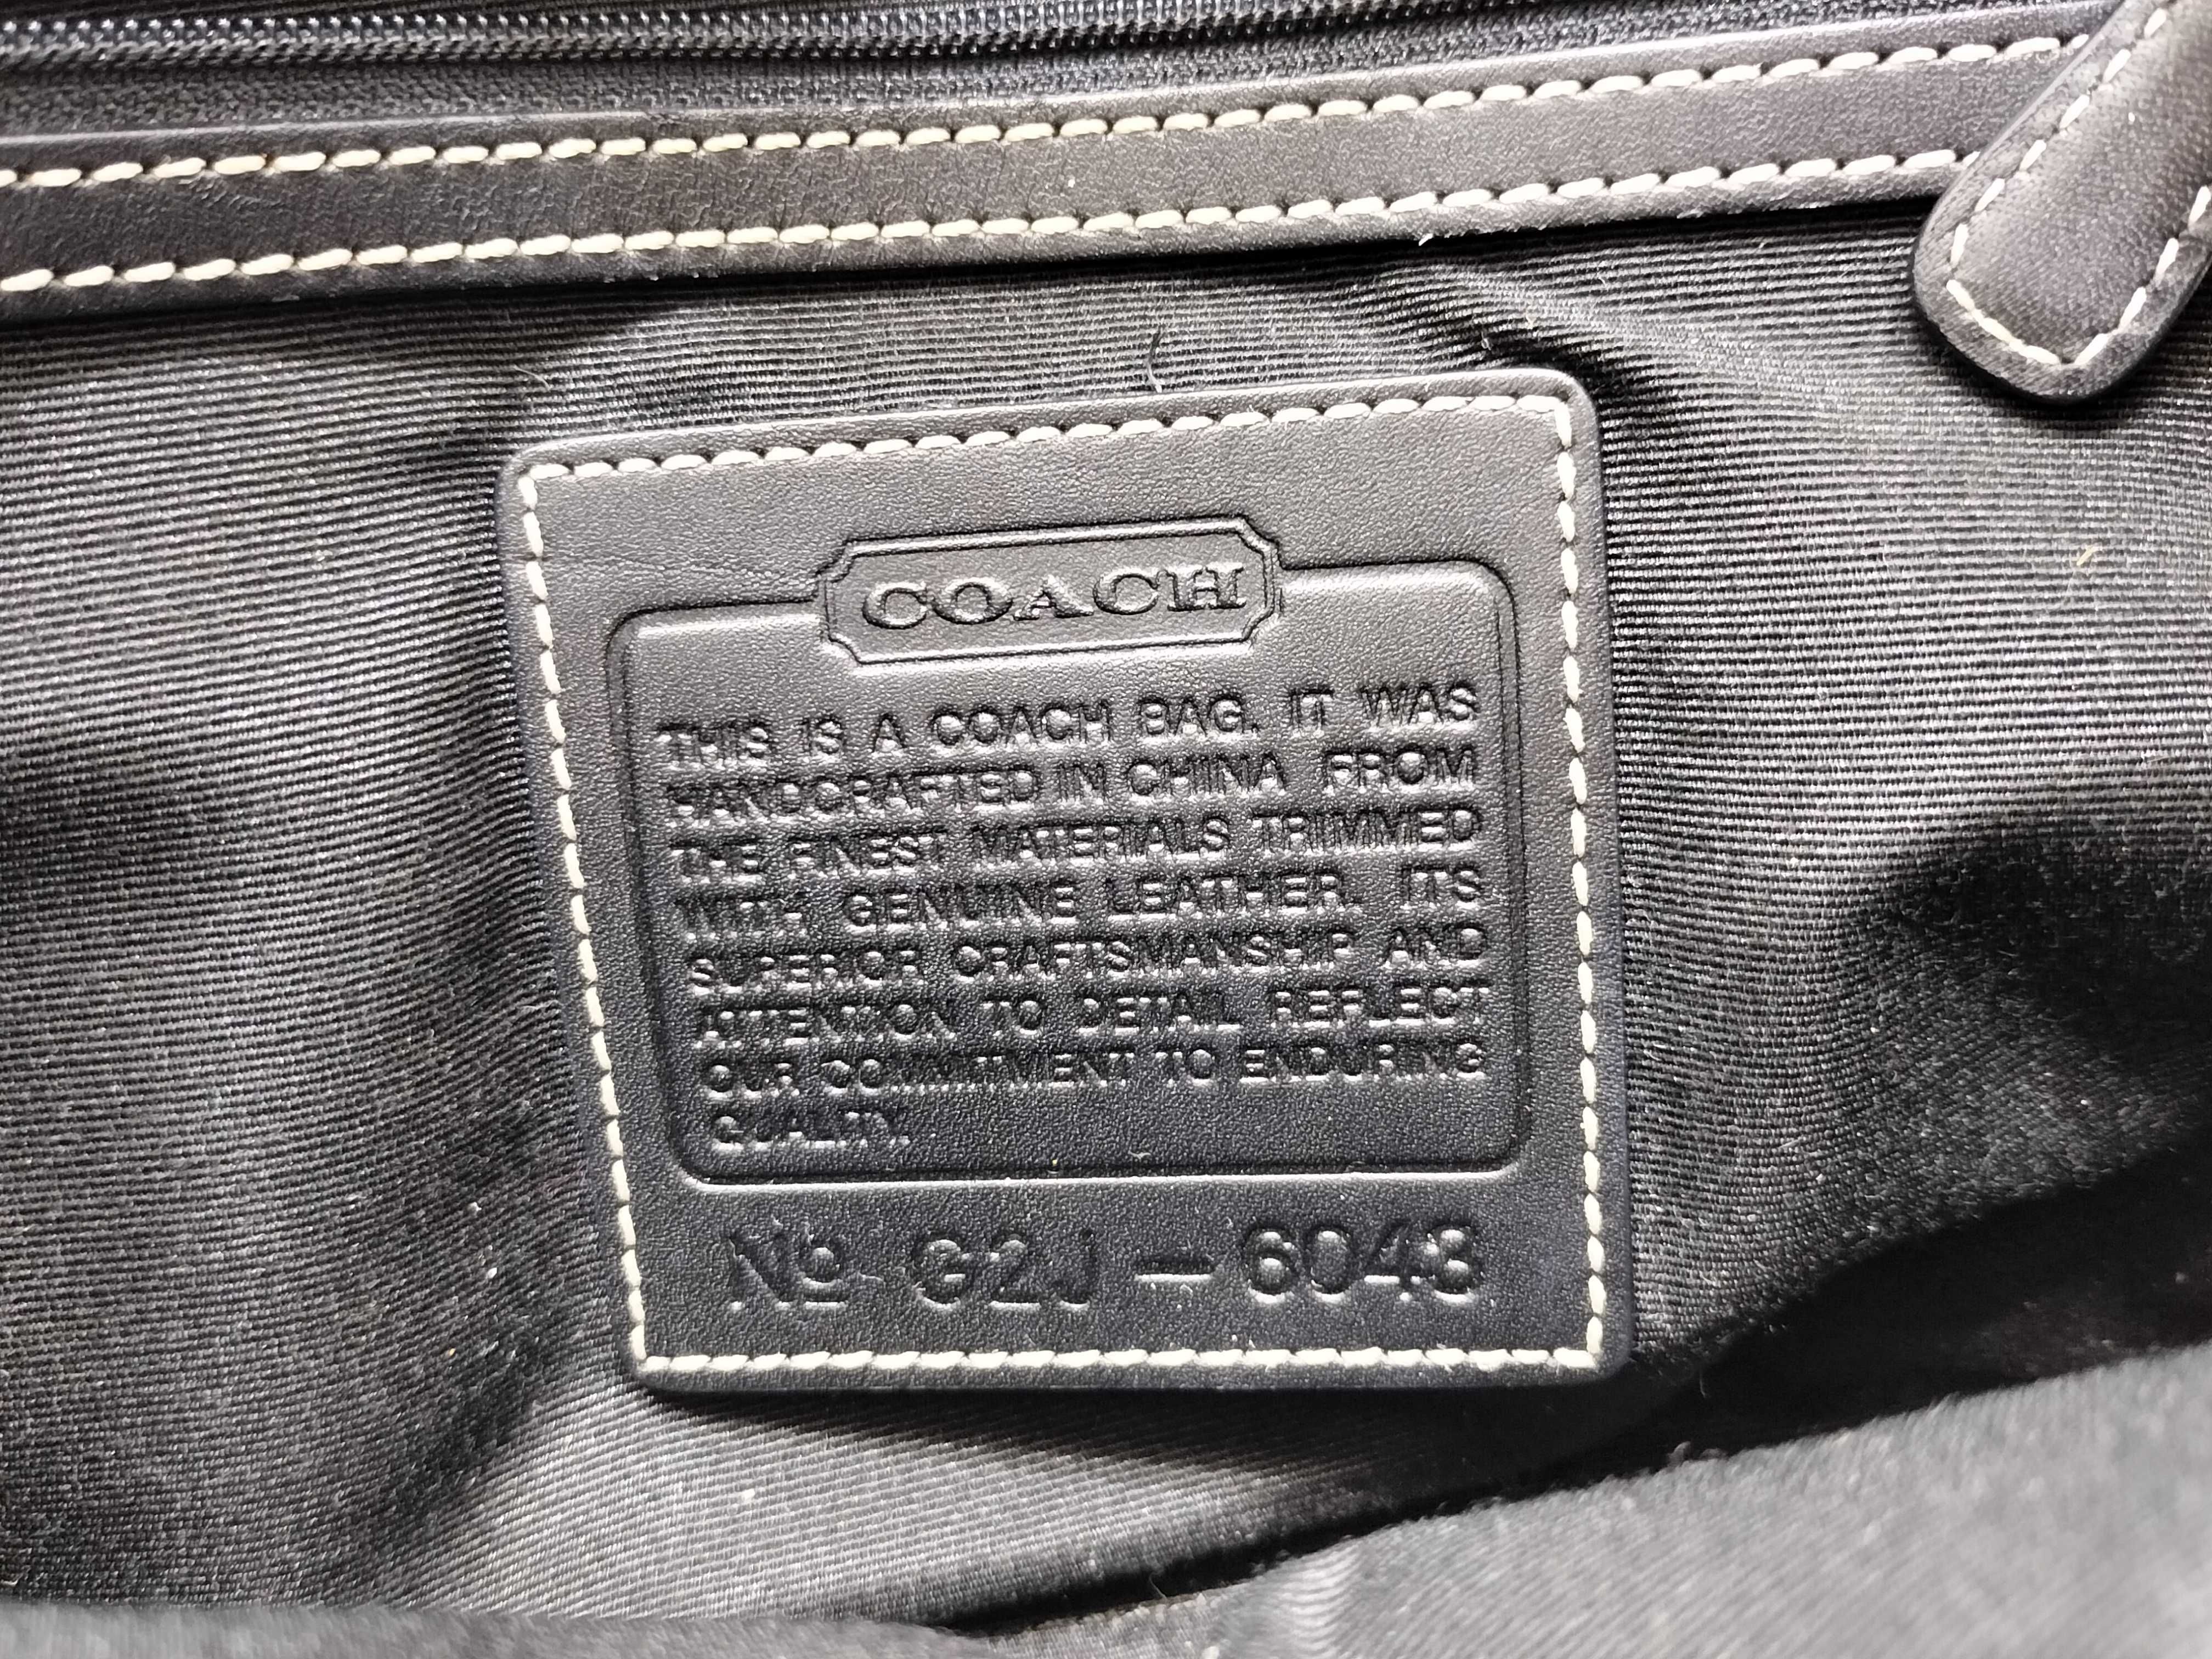 COACH
THIS IS A COACH BAG. IT WAS
HANDCRAFTED IN CHINA FROM
THE FINEST MATERIALS TRIMMED
WITH GENUINE LEATHER. ITS
SUPERIOR CRAFTSMANSHIP AND
ATTENTION TO DETAIL REFLECT
OUR COMMITMENT TO ENDURING
QUALITY.
No G2J - 6043